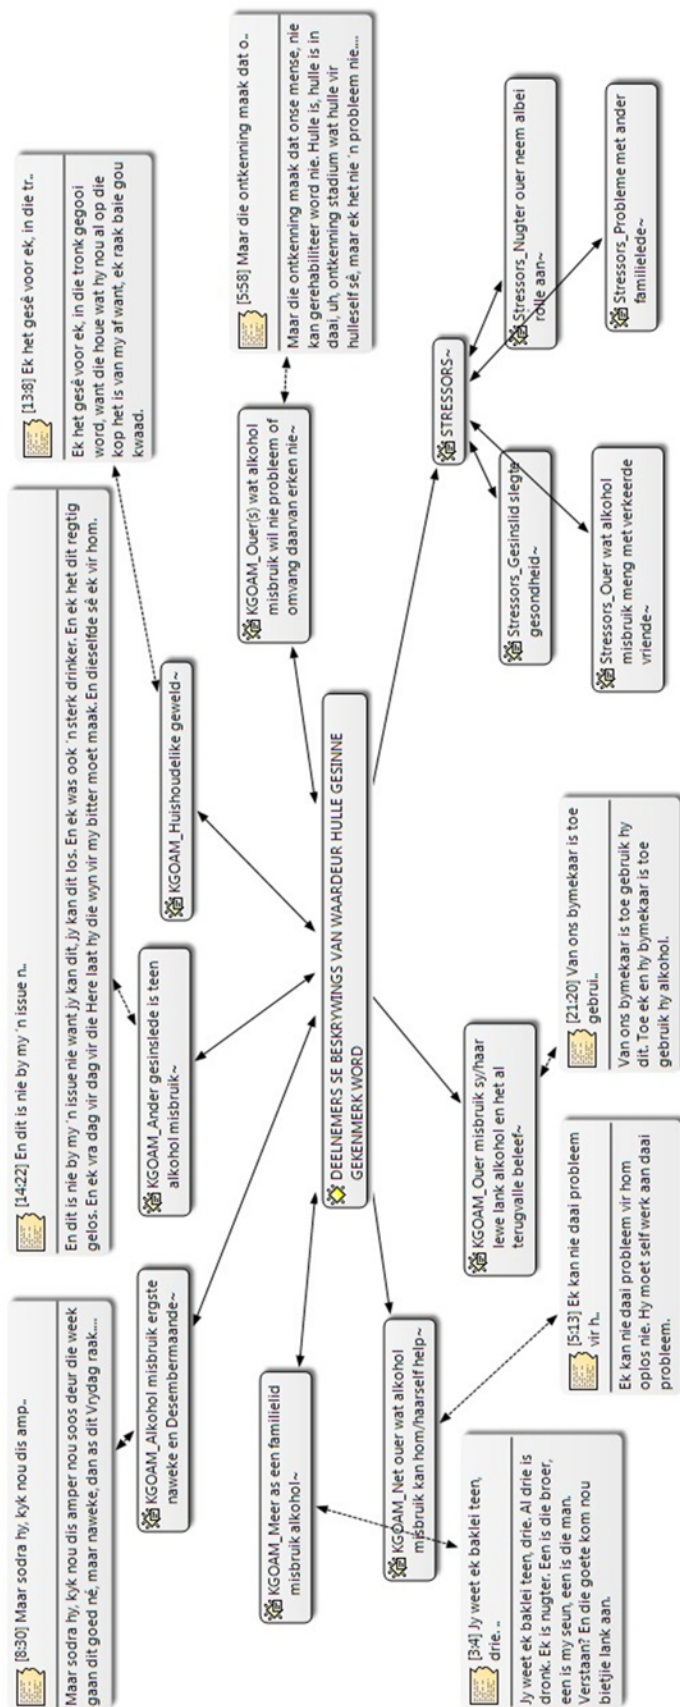 [8:30] Maar sodra hy, kyk nou dis amp..
Maar sodra hy, kyk nou dis amper nou soos deur die week
gaan dit goed né, maar naweke, dan as dit Vrydag raak....
[14:22] En dit is nie by my 'n issue n..
En dit is nie by my 'n issue nie want jy kan dit, jy kan dit los. En ek was ook 'n sterk drinker. En ek het dit regtig
gelos. En ek vra dag vir dag vir die Here laat hy die wyn vir my bitter moet maak. En dieselfde sê ek vir hom.
[13:8] Ek het gesê voor ek, in die tr..
Ek het gesê voor ek, in die tronk gegooi
word, want die houe wat hy nou al op die
kop het is van my af want, ek raak baie gou
kwaad.
KGOAM_Alkohol misbruik ergste
naweke en Desembermaande~
KGOAM_Ander gesinslede is teen
alkohol misbruik~
KGOAM_Huishoudelike geweld~
[5:58] Maar die ontkenning maak dat o..
Maar die ontkenning maak dat onse mense, nie
kan gerehabiliteer word nie. Hulle is, hulle is in
daai, uh, ontkenning stadium wat hulle vir
hulleself sê, maar ek het nie 'n probleem nie....
KGOAM_Meer as een familielid
misbruik alkohol~
KGOAM_Ouer(s) wat alkohol
misbruik wil nie probleem of
omvang daarvan erken nie~
DEELNEMERS SE BESKRYWINGS VAN WAARDEUR HULLE GESINNE
GEKENMERK WORD
KGOAM_Net ouer wat alkohol
misbruik kan hom/haarself help~
KGOAM_Ouer misbruik sy/haar
lewe lank alkohol en het al
terugvalle beleef~
STRESSORS~
[3:4] Jy weet ek baklei teen,
drie. ..
Jy weet ek baklei teen, drie. Al drie is
dronk. Ek is nugter. Een is die broer,
een is my seun, een is die man.
Verstaan? En die goete kom nou
bietjie lank aan.
[5:13] Ek kan nie daai probleem
vir h..
Ek kan nie daai probleem vir hom
oplos nie. Hy moet self werk aan daai
probleem.
[21:20] Van ons bymekaar is toe
gebrui..
Van ons bymekaar is toe gebruik hy
dit. Toe ek en hy bymekaar is toe
gebruik hy alkohol.
Stressors_Gesinslid slegte
gesondheid~
Stressors_Nugter ouer neem albei
rolle aan~
Stressors_Ouer wat alkohol
misbruik meng met verkeerde
vriende~
Stressors_Probleme met ander
familielede~